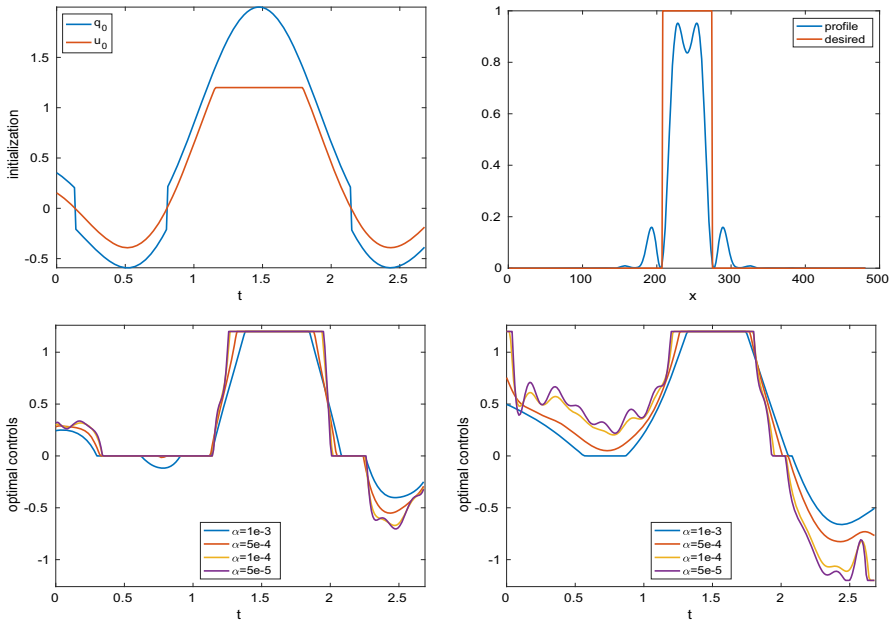 q0
u0
initialization
1.5
1
0.5
0
-0.5
0 0.5 1 1.5 2 2.5
t
profile
desired
1
0.8
0.6
0.4
0.2
0
0 100 200 300 400 500
x
optimal controls
1
0.5
0
-0.5
-1
α=1e-3
α=5e-4
α=1e-4
α=5e-5
0 0.5 1 1.5 2 2.5
t
optimal controls
1
0.5
0
-0.5
-1
α=1e-3
α=5e-4
α=1e-4
α=5e-5
0 0.5 1 1.5 2 2.5
t